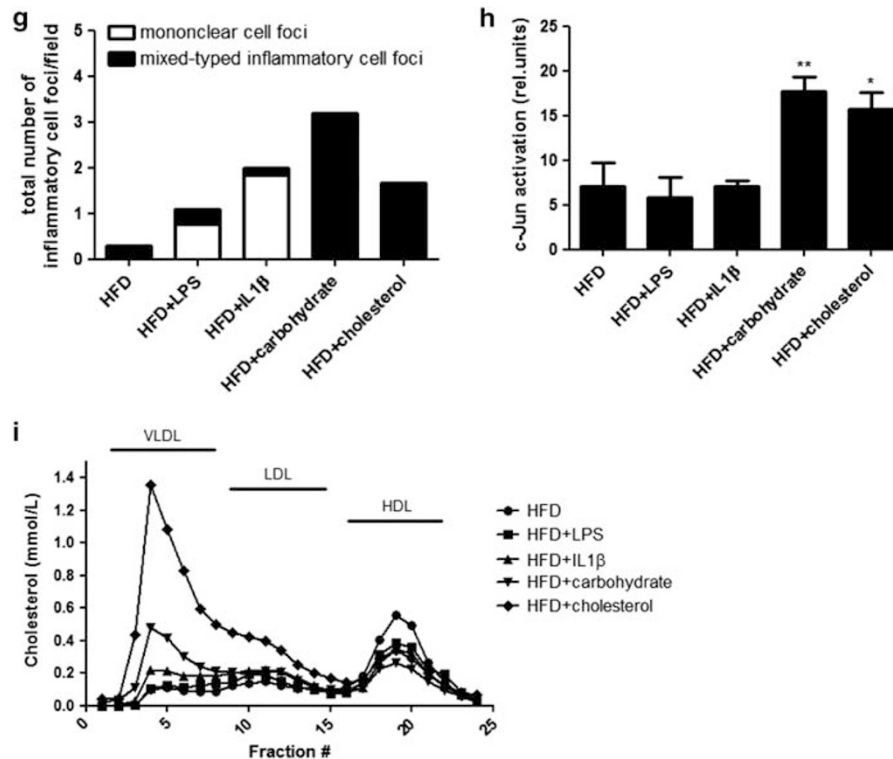 g
mononclear cell foci
mixed-typed inflammatory cell foci
total number of
inflammatory cell foci/field
5
4
3
2
1
0
HFD
HFD+LPS
HFD+IL1β
HFD+carbohydrate
HFD+cholesterol
h
c-Jun activation (rel.units)
25
20
15
10
5
0
**
*
HFD
HFD+LPS
HFD+IL1β
HFD+carbohydrate
HFD+cholesterol
i
VLDL
LDL
HDL
Cholesterol (mmol/L)
1.4
1.2
1.0
0.8
0.6
0.4
0.2
0.0
0
5
10
15
20
25
Fraction #
HFD
HFD+LPS
HFD+IL1β
HFD+carbohydrate
HFD+cholesterol